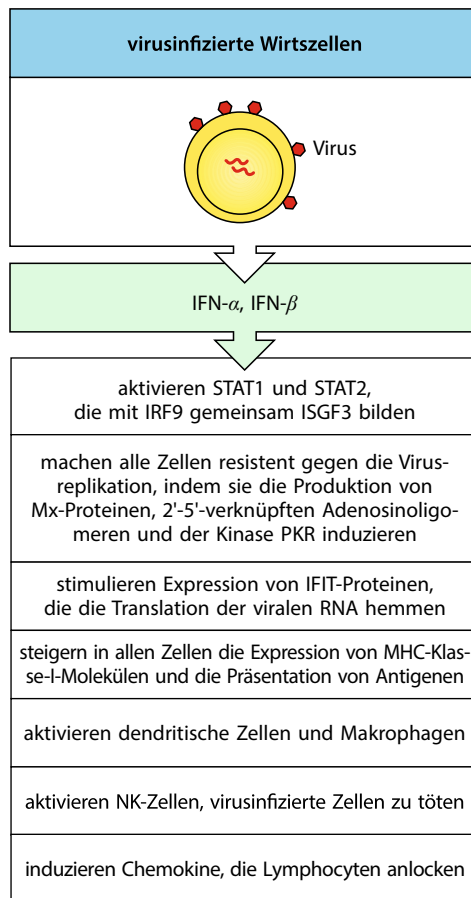 virusinfizierte Wirtszellen
Virus
IFN-α, IFN-β
aktivieren STAT1 und STAT2,
die mit IRF9 gemeinsam ISGF3 bilden
machen alle Zellen resistent gegen die Virus-
replikation, indem sie die Produktion von
Mx-Proteinen, 2'-5'-verknüpften Adenosinoligo-
meren und der Kinase PKR induzieren
stimulieren Expression von IFIT-Proteinen,
die die Translation der viralen RNA hemmen
steigern in allen Zellen die Expression von MHC-Klas-
se-I-Molekülen und die Präsentation von Antigenen
aktivieren dendritische Zellen und Makrophagen
aktivieren NK-Zellen, virusinfizierte Zellen zu töten
induzieren Chemokine, die Lymphocyten anlocken